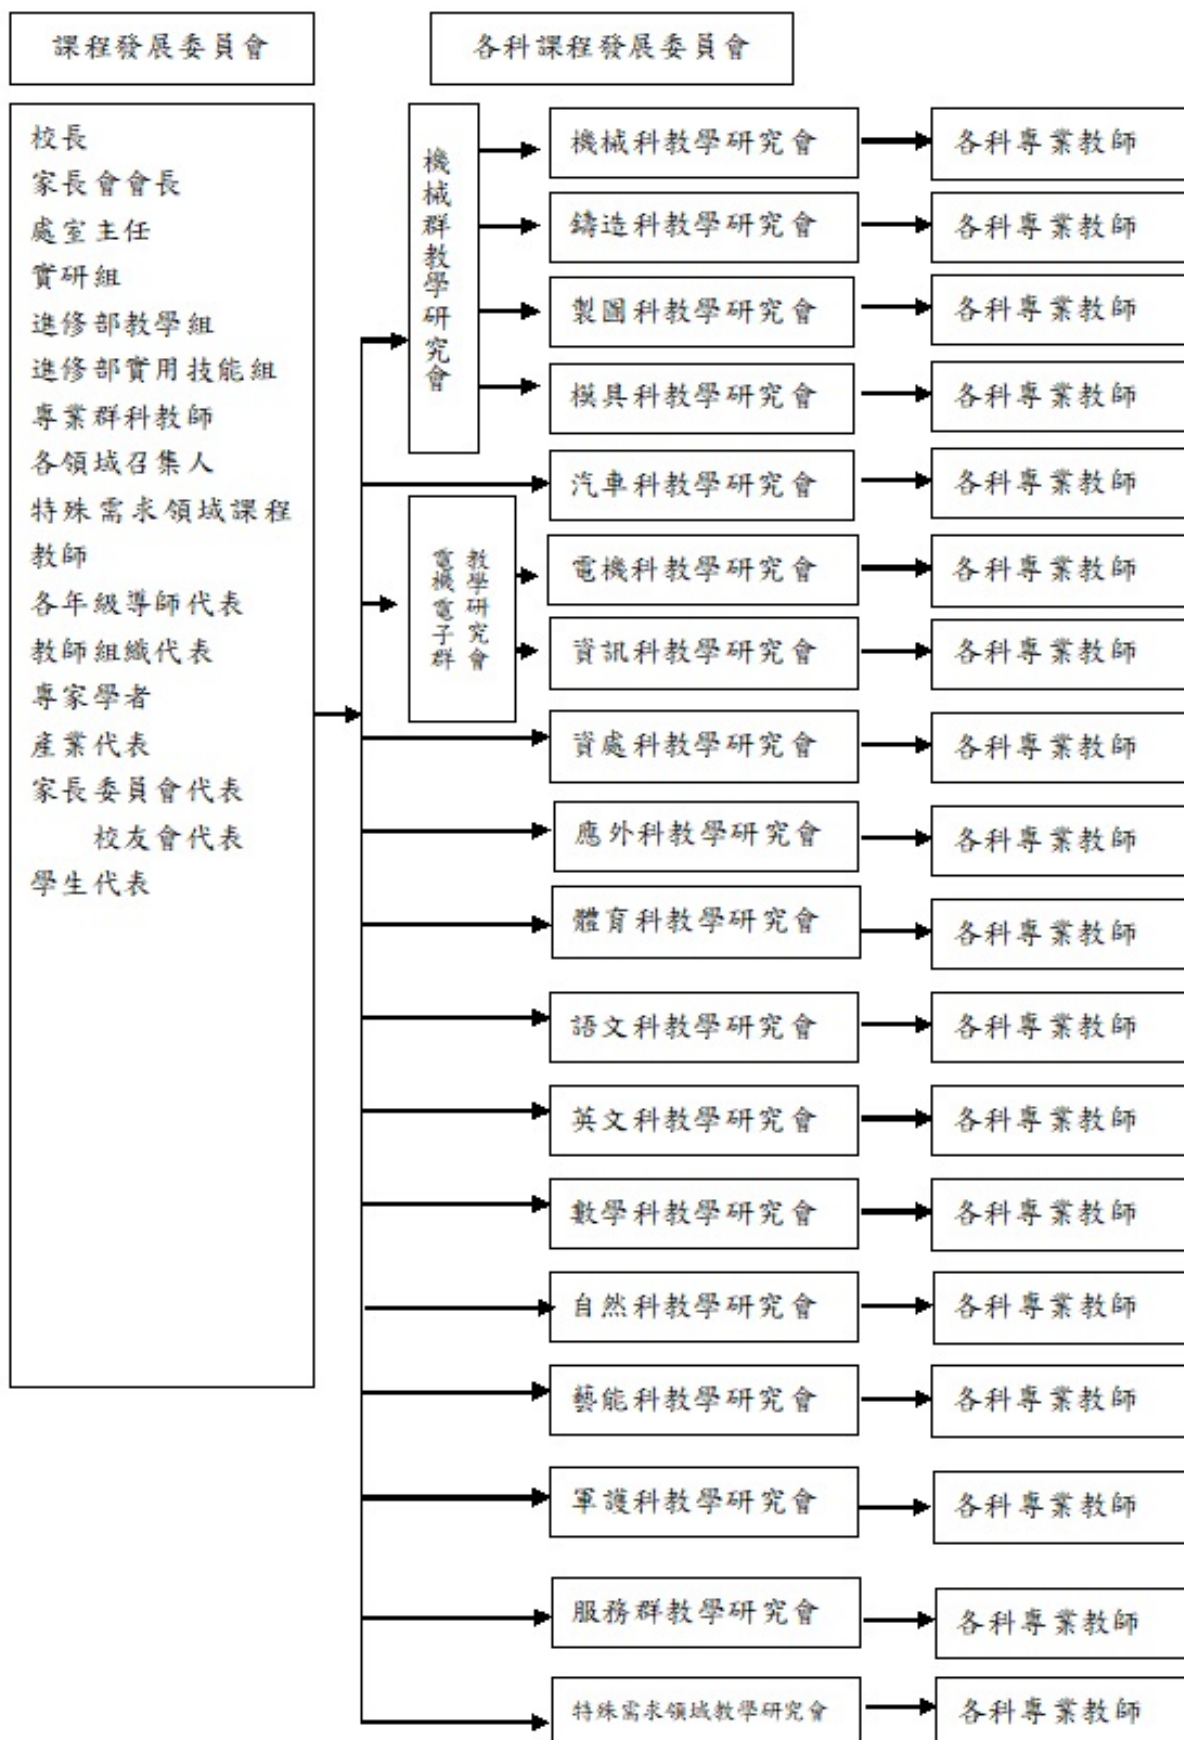 課程發展委員會
各科課程發展委員會
校長
家長會會長
處室主任
實研組
進修部教學組
進修部實用技能組
專業群科教師
各領域召集人
特殊需求領域課程
教師
各年級導師代表
教師組織代表
專家學者
產業代表
家長委員會代表
校友會代表
學生代表
機械群教學研究會
機械科教學研究會
各科專業教師
鑄造科教學研究會
各科專業教師
製圖科教學研究會
各科專業教師
模具科教學研究會
各科專業教師
汽車科教學研究會
各科專業教師
電機電子群
教學研究會
電機科教學研究會
各科專業教師
資訊科教學研究會
各科專業教師
資處科教學研究會
各科專業教師
應外科教學研究會
各科專業教師
體育科教學研究會
各科專業教師
語文科教學研究會
各科專業教師
英文科教學研究會
各科專業教師
數學科教學研究會
各科專業教師
自然科教學研究會
各科專業教師
藝能科教學研究會
各科專業教師
軍護科教學研究會
各科專業教師
服務群教學研究會
各科專業教師
特殊需求領域教學研究會
各科專業教師